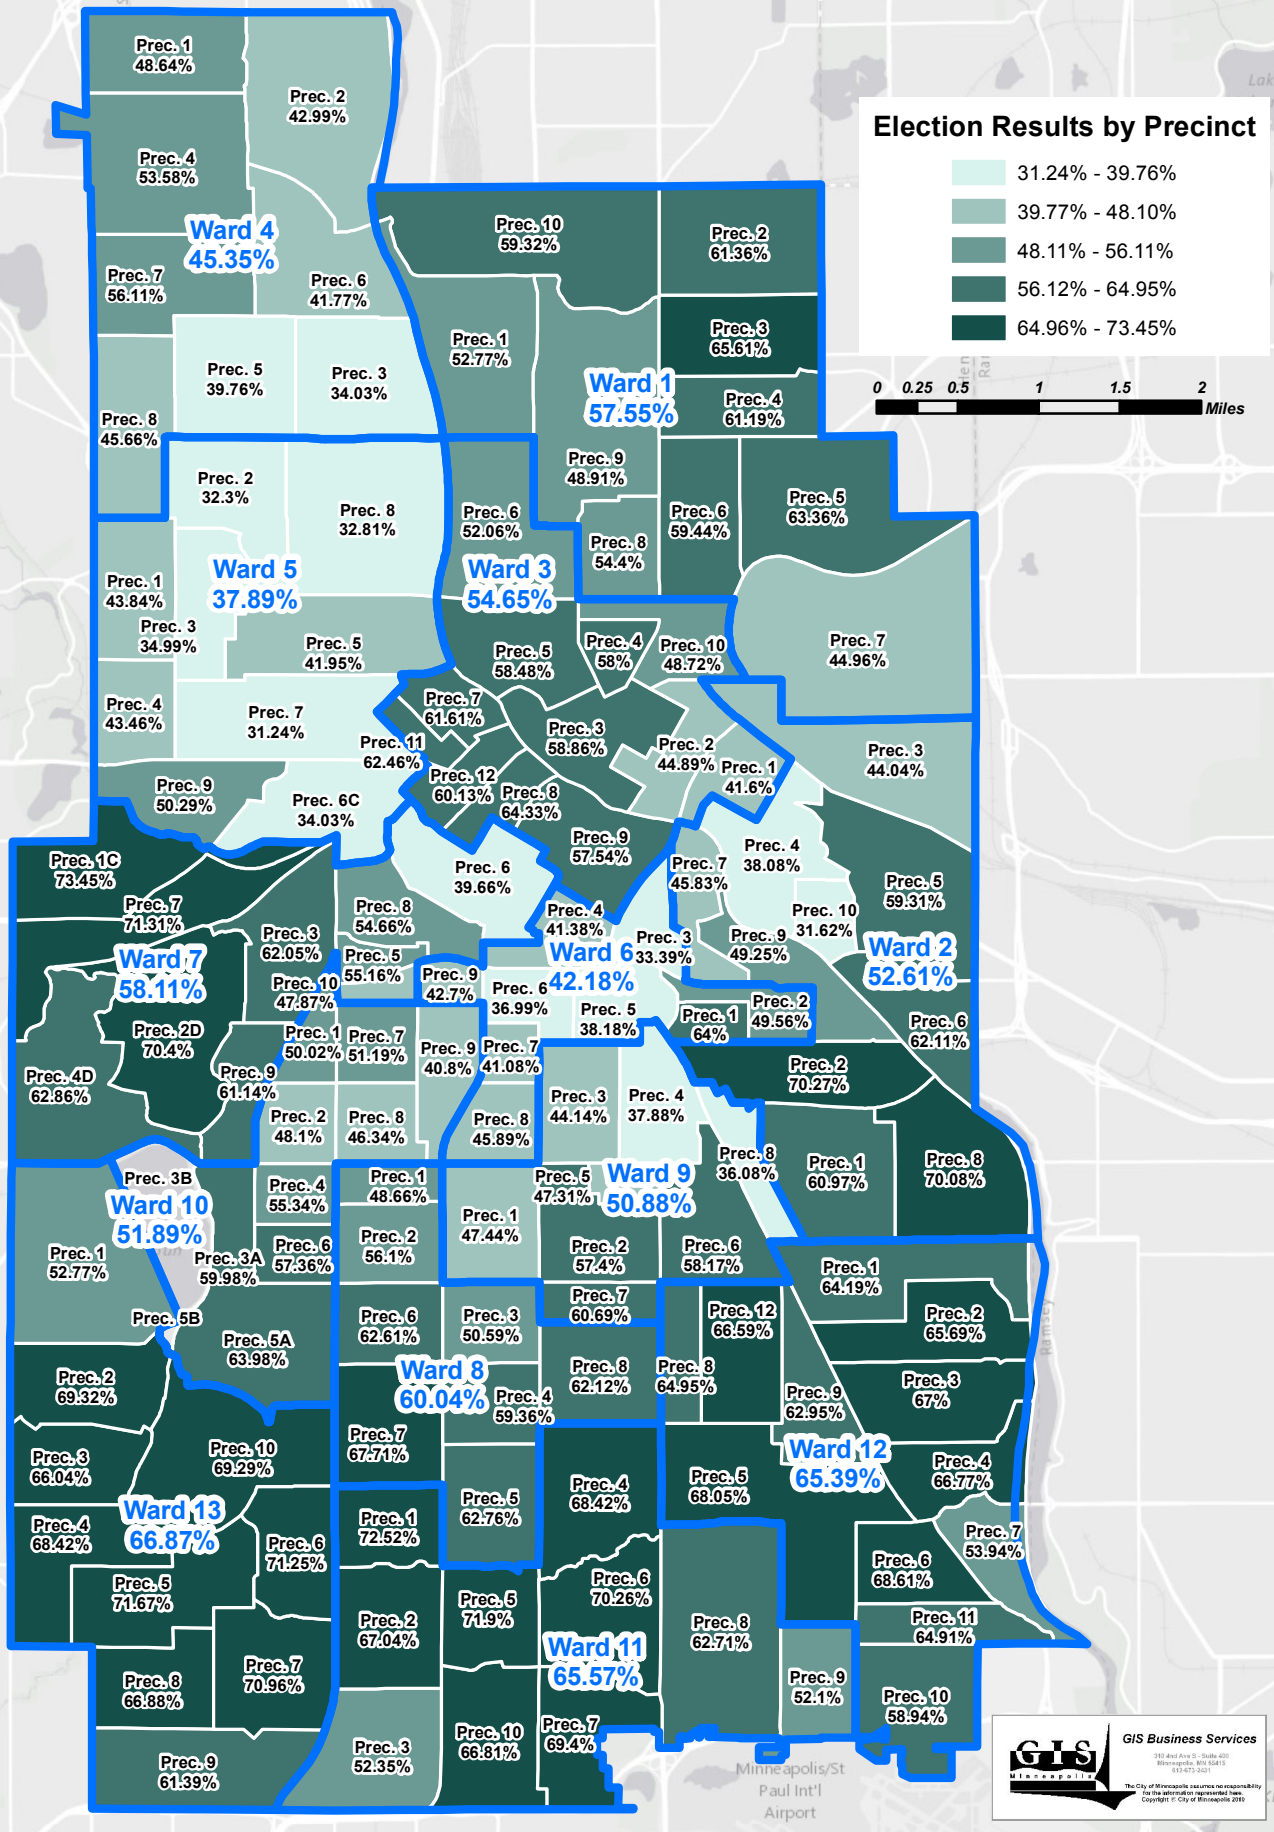 Election Results by Precinct
31.24% - 39.76%
39.77% - 48.10%
48.11% - 56.11%
56.12% - 64.95%
64.96% - 73.45%
0 0.25 0.5 1 1.5 2
Miles
Lak
Ward 4
45.35%
Prec. 1
48.64%
Prec. 2
42.99%
Prec. 4
53.58%
Prec. 7
56.11%
Prec. 6
41.77%
Prec. 5
39.76%
Prec. 3
34.03%
Prec. 8
45.66%
Ward 1
57.55%
Prec. 10
59.32%
Prec. 2
61.36%
Prec. 1
52.77%
Prec. 3
65.61%
Prec. 4
61.19%
Prec. 9
48.91%
Prec. 6
59.44%
Prec. 5
63.36%
Prec. 8
54.4%
Prec. 7
44.96%
Ward 5
37.89%
Prec. 2
32.3%
Prec. 8
32.81%
Prec. 1
43.84%
Prec. 3
34.99%
Prec. 5
41.95%
Prec. 4
43.46%
Prec. 7
31.24%
Prec. 9
50.29%
Prec. 6C
34.03%
Ward 3
54.65%
Prec. 6
52.06%
Prec. 5
58.48%
Prec. 4
58%
Prec. 10
48.72%
Prec. 7
61.61%
Prec. 3
58.86%
Prec. 11
62.46%
Prec. 2
44.89%
Prec. 1
41.6%
Prec. 12
60.13%
Prec. 8
64.33%
Prec. 9
57.54%
Ward 2
52.61%
Prec. 3
44.04%
Prec. 4
38.08%
Prec. 7
45.83%
Prec. 5
59.31%
Prec. 10
31.62%
Prec. 9
49.25%
Prec. 6
62.11%
Prec. 1
64%
Prec. 2
49.56%
Prec. 2
70.27%
Prec. 1
60.97%
Prec. 8
70.08%
Ward 6
42.18%
Prec. 6
39.66%
Prec. 4
41.38%
Prec. 3
33.39%
Prec. 9
42.7%
Prec. 6
36.99%
Prec. 5
38.18%
Prec. 7
41.08%
Prec. 8
45.89%
Ward 7
58.11%
Prec. 1C
73.45%
Prec. 7
71.31%
Prec. 3
62.05%
Prec. 8
54.66%
Prec. 5
55.16%
Prec. 10
47.87%
Prec. 2D
70.4%
Prec. 4D
62.86%
Prec. 9
61.14%
Prec. 1
50.02%
Prec. 7
51.19%
Prec. 9
40.8%
Prec. 2
48.1%
Prec. 8
46.34%
Ward 10
51.89%
Prec. 3B
Prec. 4
55.34%
Prec. 6
57.36%
Prec. 3A
59.98%
Prec. 5B
Prec. 5A
63.98%
Prec. 1
52.77%
Ward 9
50.88%
Prec. 3
44.14%
Prec. 4
37.88%
Prec. 8
36.08%
Prec. 5
47.31%
Prec. 1
47.44%
Prec. 2
57.4%
Prec. 6
58.17%
Prec. 7
60.69%
Ward 8
60.04%
Prec. 1
48.66%
Prec. 2
56.1%
Prec. 6
62.61%
Prec. 3
50.59%
Prec. 8
62.12%
Prec. 4
59.36%
Prec. 7
67.71%
Prec. 5
62.76%
Ward 12
65.39%
Prec. 1
64.19%
Prec. 12
66.59%
Prec. 2
65.69%
Prec. 8
64.95%
Prec. 9
62.95%
Prec. 3
67%
Prec. 4
66.77%
Prec. 5
68.05%
Prec. 7
53.94%
Prec. 6
68.61%
Prec. 11
64.91%
Prec. 10
58.94%
Ward 13
66.87%
Prec. 2
69.32%
Prec. 3
66.04%
Prec. 10
69.29%
Prec. 4
68.42%
Prec. 6
71.25%
Prec. 5
71.67%
Prec. 7
70.96%
Prec. 8
66.88%
Prec. 9
61.39%
Ward 11
65.57%
Prec. 1
72.52%
Prec. 4
68.42%
Prec. 2
67.04%
Prec. 5
71.9%
Prec. 6
70.26%
Prec. 8
62.71%
Prec. 9
52.1%
Prec. 3
52.35%
Prec. 10
66.81%
Prec. 7
69.4%
Ramsey
Minneapolis/St
Paul Int'l
Airport
GIS
Minneapolis
GIS Business Services
Minneapolis, MN 55415
The City of Minneapolis assumes no responsibility
for the information represented here.